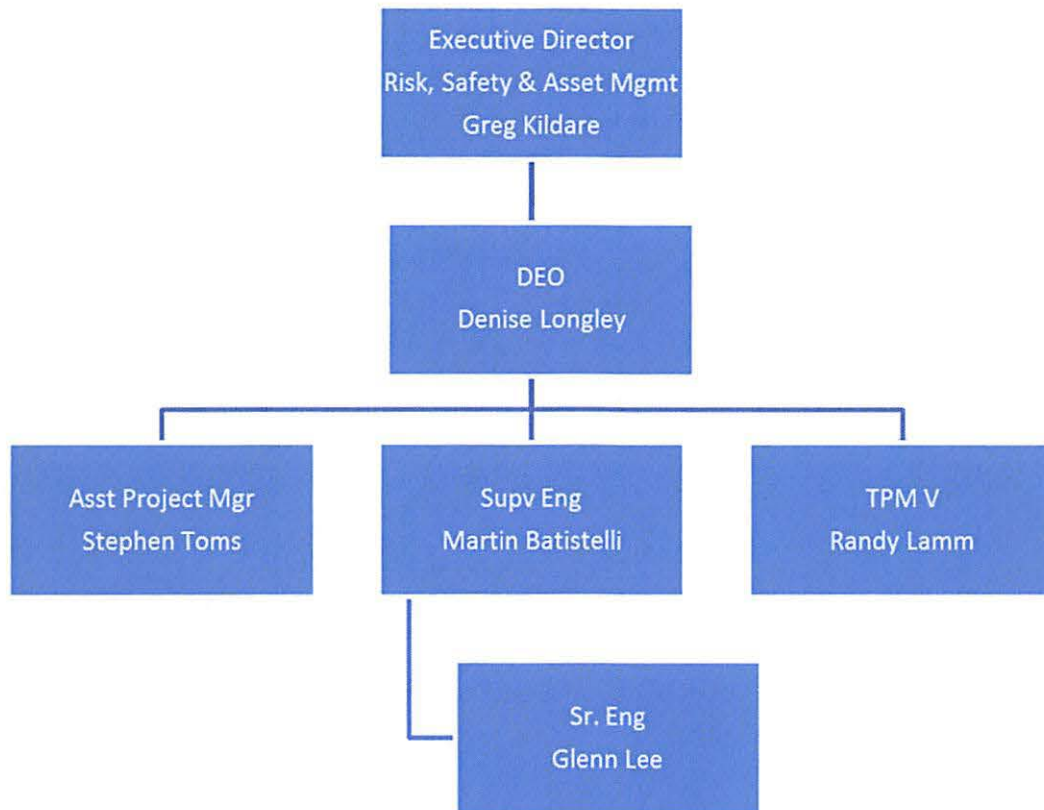 Executive Director
Risk, Safety & Asset Mgmt
Greg Kildare
DEO
Denise Longley
Asst Project Mgr
Stephen Toms
Supv Eng
Martin Batistelli
TPM V
Randy Lamm
Sr. Eng
Glenn Lee